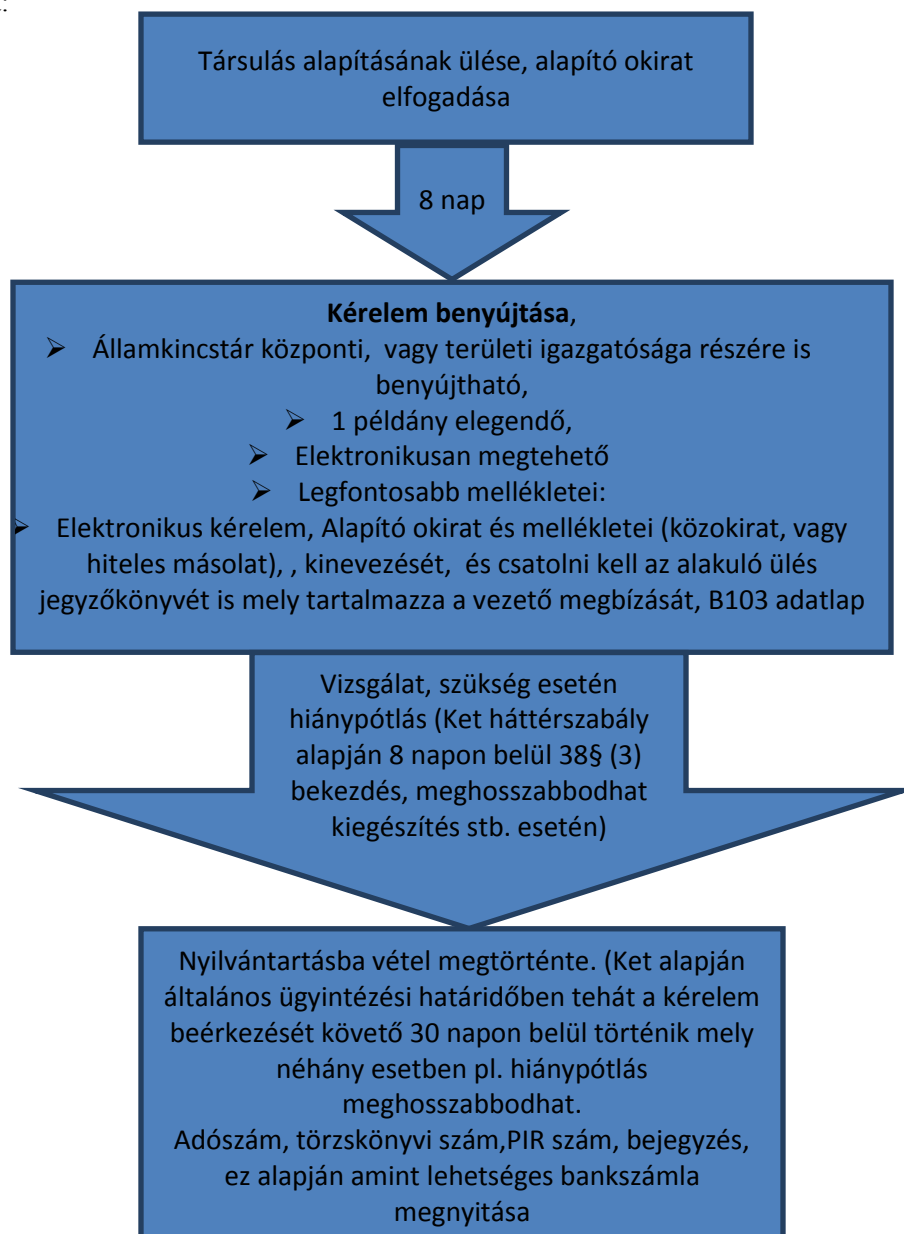 Társulás alapításának ülése, alapító okirat
elfogadása
8 nap
Kérelem benyújtása,
➢ Államkincstár központi, vagy területi igazgatósága részére is
benyújtható,
➢ 1 példány elegendő,
➢ Elektronikusan megtehető
➢ Legfontosabb mellékletei:
➢ Elektronikus kérelem, Alapító okirat és mellékletei (közokirat, vagy
hiteles másolat), , kinevezését, és csatolni kell az alakuló ülés
jegyzőkönyvét is mely tartalmazza a vezető megbízását, B103 adatlap
Vizsgálat, szükség esetén
hiánypótlás (Ket háttérszabály
alapján 8 napon belül 38§ (3)
bekezdés, meghosszabbodhat
kiegészítés stb. esetén)
Nyilvántartásba vétel megtörténte. (Ket alapján
általános ügyintézési határidőben tehát a kérelem
beérkezését követő 30 napon belül történik mely
néhány esetben pl. hiánypótlás
meghosszabbodhat.
Adószám, törzskönyvi szám,PIR szám, bejegyzés,
ez alapján amint lehetséges bankszámla
megnyitása